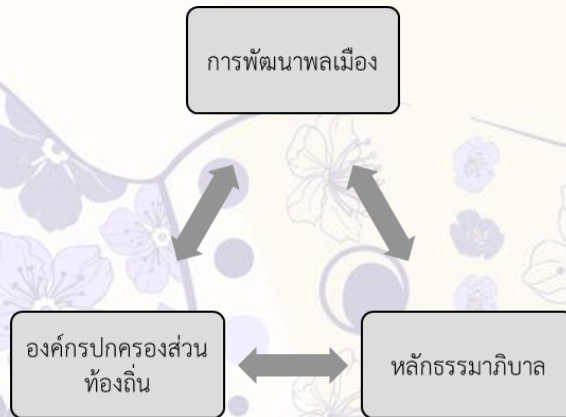 การพัฒนาพลเมือง
องค์กรปกครองส่วน
ท้องถิ่น
หลักธรรมาภิบาล